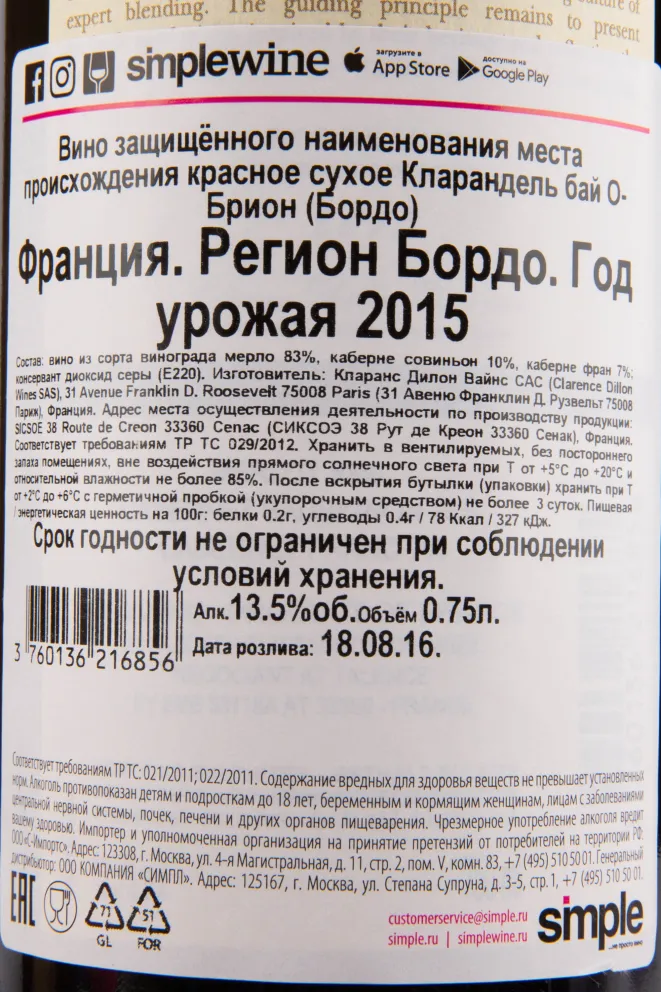 expert blending. The guiding principle remains to present
simplewine
загрузите в
App Store
доступно на
Google Play
Вино защищённого наименования места
происхождения красное сухое Кларандель бай О-
Брион (Бордо)
Франция. Регион Бордо. Год
урожая 2015
Состав: вино из сорта винограда мерло 83%, каберне совиньон 10%, каберне фран 7%;
консервант диоксид серы (E220). Изготовитель: Кларанс Дилон Вайнс САС (Clarence Dillon
Wines SAS), 31 Avenue Franklin D. Roosevelt 75008 Paris (31 Авеню Франклин Д. Рузвельт 75008
Париж), Франция. Адрес места осуществления деятельности по производству продукции:
SICSOE 38 Route de Creon 33360 Cenac (СИКСОЭ 38 Рут де Креон 33360 Сенак), Франция.
Соответствует требованиям ТР ТС 029/2012. Хранить в вентилируемых, без постороннего
запаха помещениях, вне воздействия прямого солнечного света при Т от +5°С до +20°С и
относительной влажности не более 85%. После вскрытия бутылки (упаковки) хранить при Т
от +2°С до +6°С с герметичной пробкой (укупорочным средством) не более 3 суток. Пищевая
/ энергетическая ценность на 100г: белки 0.2г, углеводы 0.4г / 78 Ккал / 327 кДж.
Срок годности не ограничен при соблюдении
условий хранения.
Алк.13.5%об.Объём 0.75л.
Дата розлива: 18.08.16.
3 760136 216856
Соответствует требованиям ТР ТС: 021/2011; 022/2011. Содержание вредных для здоровья веществ не превышает установленных
норм. Алкоголь противопоказан детям и подросткам до 18 лет, беременным и кормящим женщинам, лицам с заболеваниями
центральной нервной системы, почек, печени и других органов пищеварения. Чрезмерное употребление алкоголя вредит
вашему здоровью. Импортер и уполномоченная организация на принятие претензий от потребителей на территории РФ:
ООО «С-Импортс». Адрес: 123308, г. Москва, ул. 4-я Магистральная, д. 11, стр. 2, пом. V, комн. 83, +7 (495) 510 50 01. Генеральный
дистрибьютор: ООО КОМПАНИЯ «СИМПЛ». Адрес: 125167, г. Москва, ул. Степана Супруна, д. 3-5, стр. 1, +7 (495) 510 50 01.
EAC
71
GL
51
FOR
customerservice@simple.ru
simple.ru | simplewine.ru
simple
...не просто вино